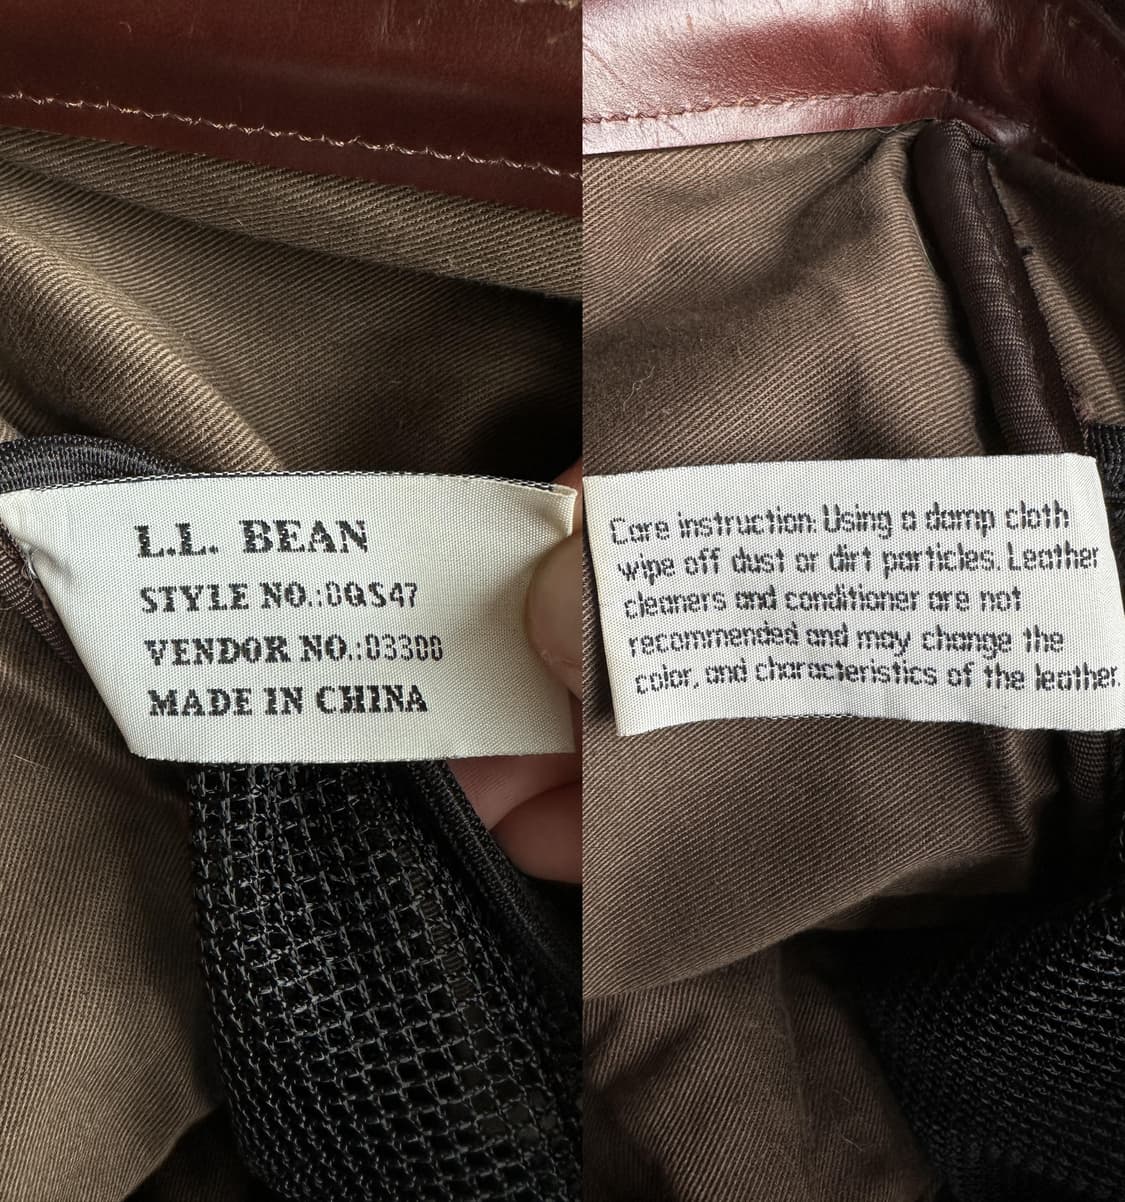 L.L. BEAN
STYLE NO.:0QS47
VENDOR NO.:03300
MADE IN CHINA
Care instruction: Using a damp cloth
wipe off dust or dirt particles. Leather
cleaners and conditioner are not
recommended and may change the
color, and characteristics of the leather.